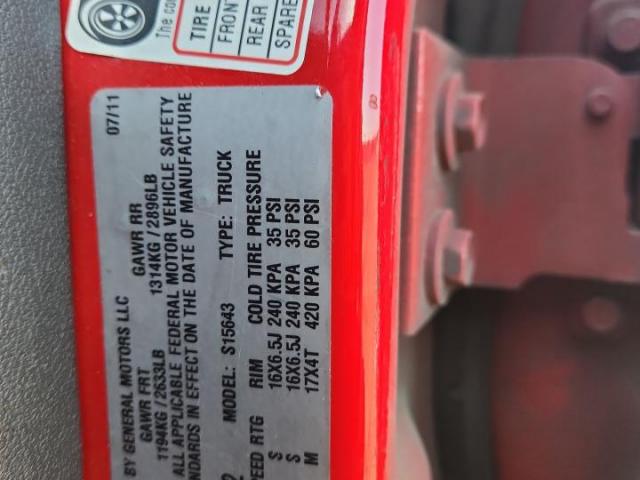 the co
TIRE
FRONT
REAR
SPARE
07/11
BY GENERAL MOTORS LLC
GAWR FRT GAWR RR
1194KG / 2633LB 1314KG / 2896LB
ALL APPLICABLE FEDERAL MOTOR VEHICLE SAFETY
NDARDS IN EFFECT ON THE DATE OF MANUFACTURE
MODEL: S15643 TYPE: TRUCK
PEED RTG RIM COLD TIRE PRESSURE
S 16X6.5J 240 KPA 35 PSI
S 16X6.5J 240 KPA 35 PSI
M 17X4T 420 KPA 60 PSI